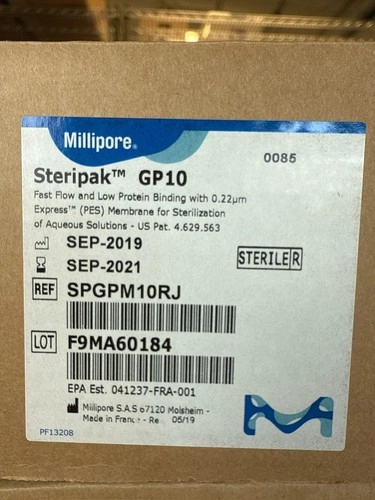 Millipore®
0085
Steripak™ GP10
Fast Flow and Low Protein Binding with 0.22µm
Express™ (PES) Membrane for Sterilization
of Aqueous Solutions - US Pat. 4.629.563
SEP-2019
SEP-2021
STERILE R
REF SPGPM10RJ
LOT F9MA60184
EPA Est. 041237-FRA-001
Millipore S.A.S 67120 Molsheim -
Made in - Re 05/19
M
PF13208